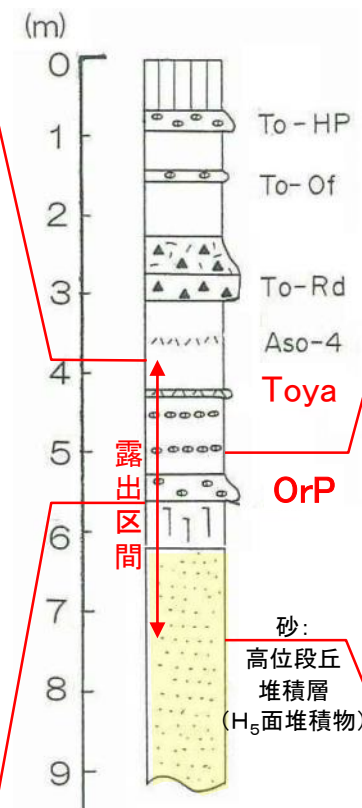 (m)
0
1
To-HP
To-Of
2
To-Rd
3
Aso-4
4
Toya
5
OrP
露出区間
6
7
砂:
高位段丘
堆積層
(H5面堆積物)
8
9